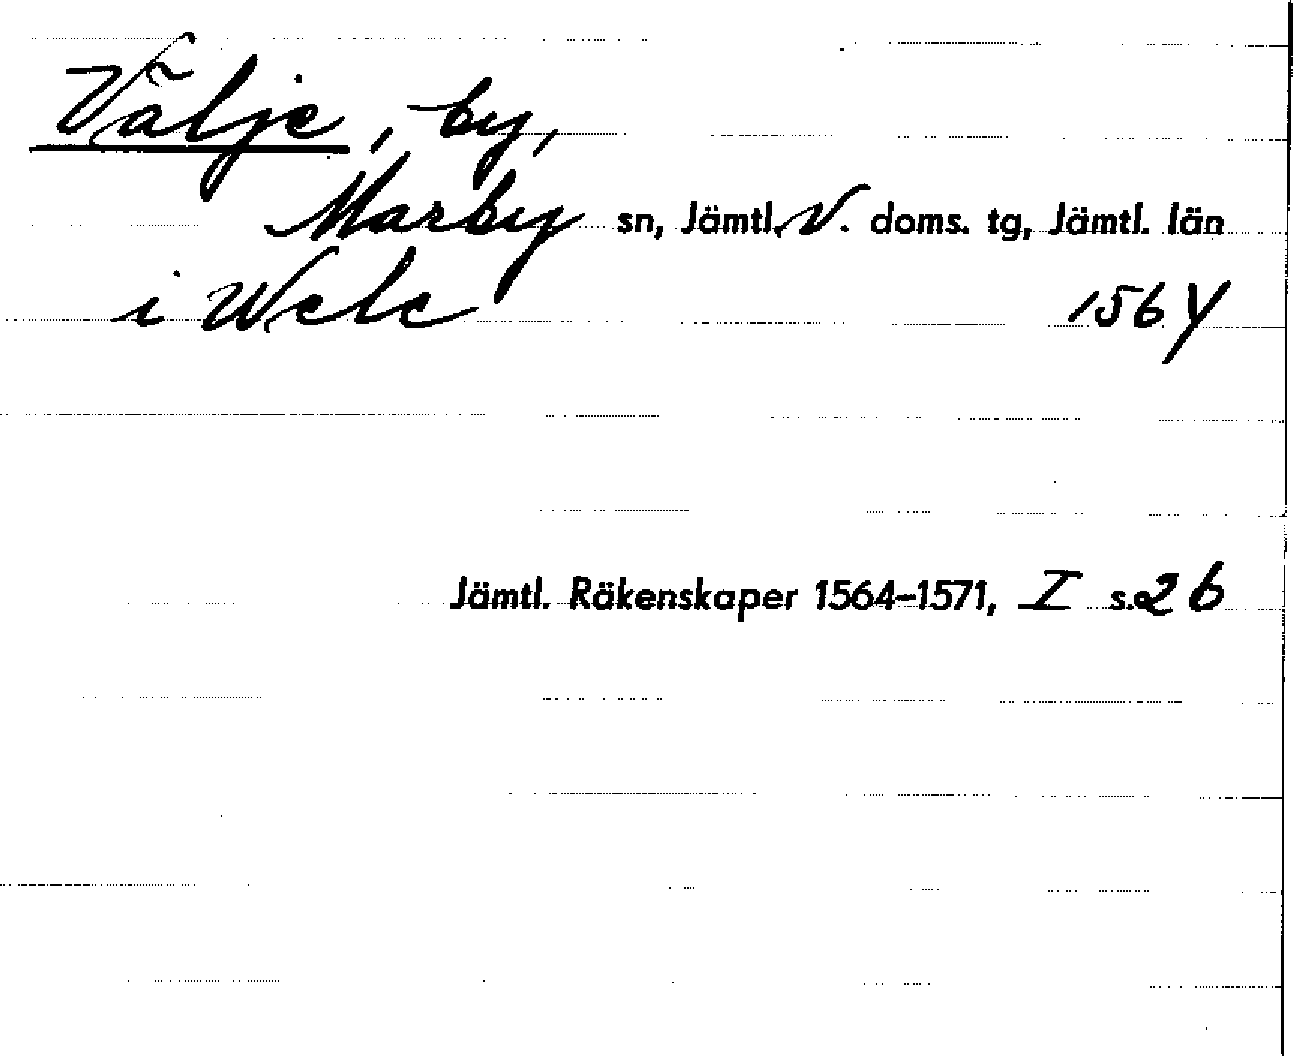 Välje, by,
Marby sn, Jämtl. V. doms. tg, Jämtl. län
i Wele 1564
Jämtl. Räkenskaper 1564-1571, I s. 26